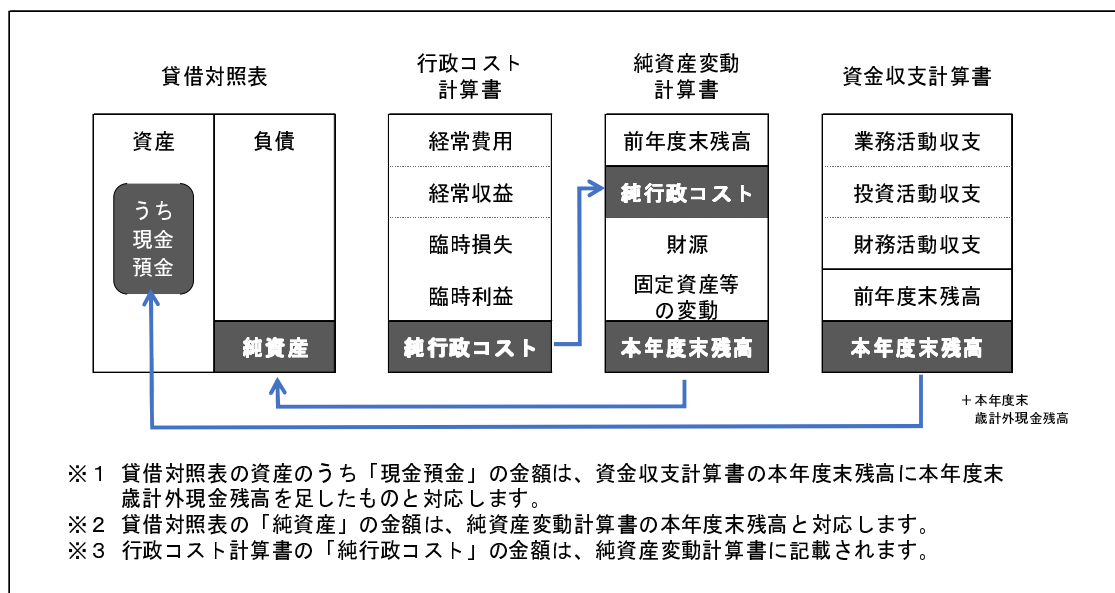 貸借対照表
行政コスト
計算書
純資産変動
計算書
資金収支計算書
資産
うち
現金
預金
負債
純資産
経常費用
経常収益
臨時損失
臨時利益
純行政コスト
前年度末残高
純行政コスト
財源
固定資産等
の変動
本年度末残高
業務活動収支
投資活動収支
財務活動収支
前年度末残高
本年度末残高
＋本年度末
歳計外現金残高
※１ 貸借対照表の資産のうち「現金預金」の金額は、資金収支計算書の本年度末残高に本年度末
歳計外現金残高を足したものと対応します。
※２ 貸借対照表の「純資産」の金額は、純資産変動計算書の本年度末残高と対応します。
※３ 行政コスト計算書の「純行政コスト」の金額は、純資産変動計算書に記載されます。